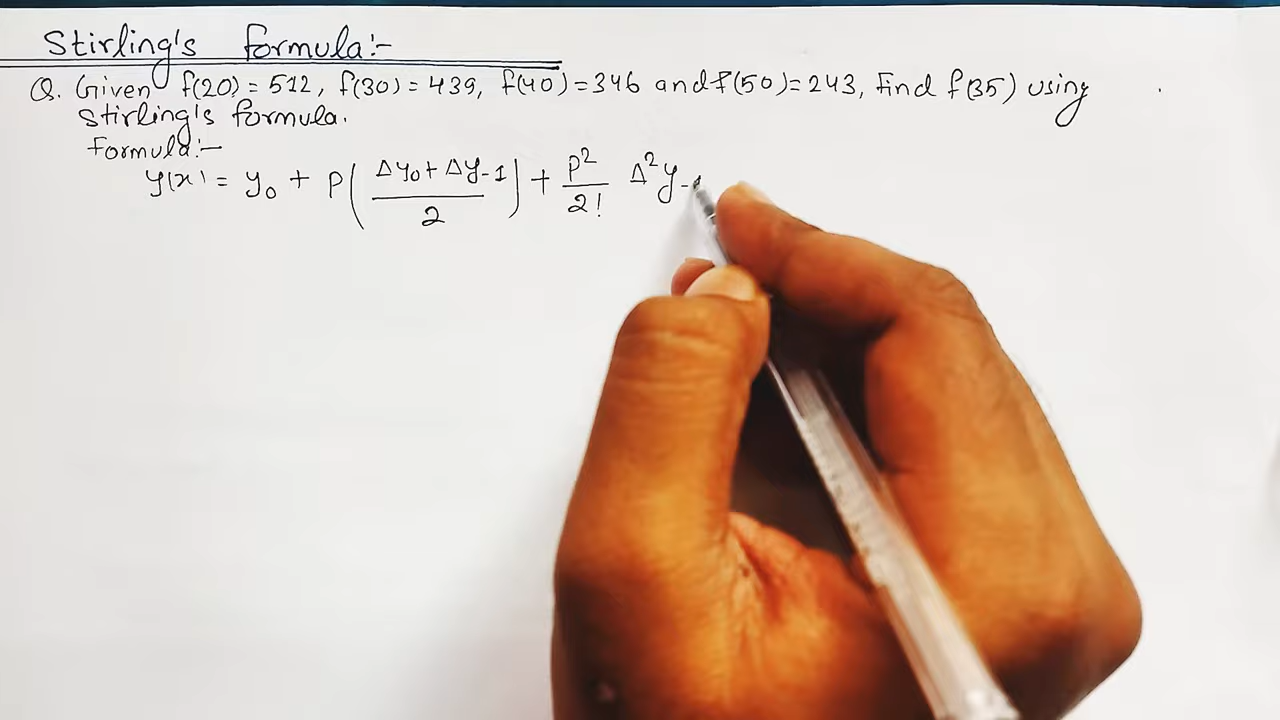 Stirling's formula:-
Q. Given f(20) = 512, f(30) = 439, f(40) = 346 and f(50) = 243, Find f(35) using
Stirling's formula.
Formula:-
y(x) = y₀ + P((Δy₀ + Δy-1)/2) + P²/2! Δ²y-1